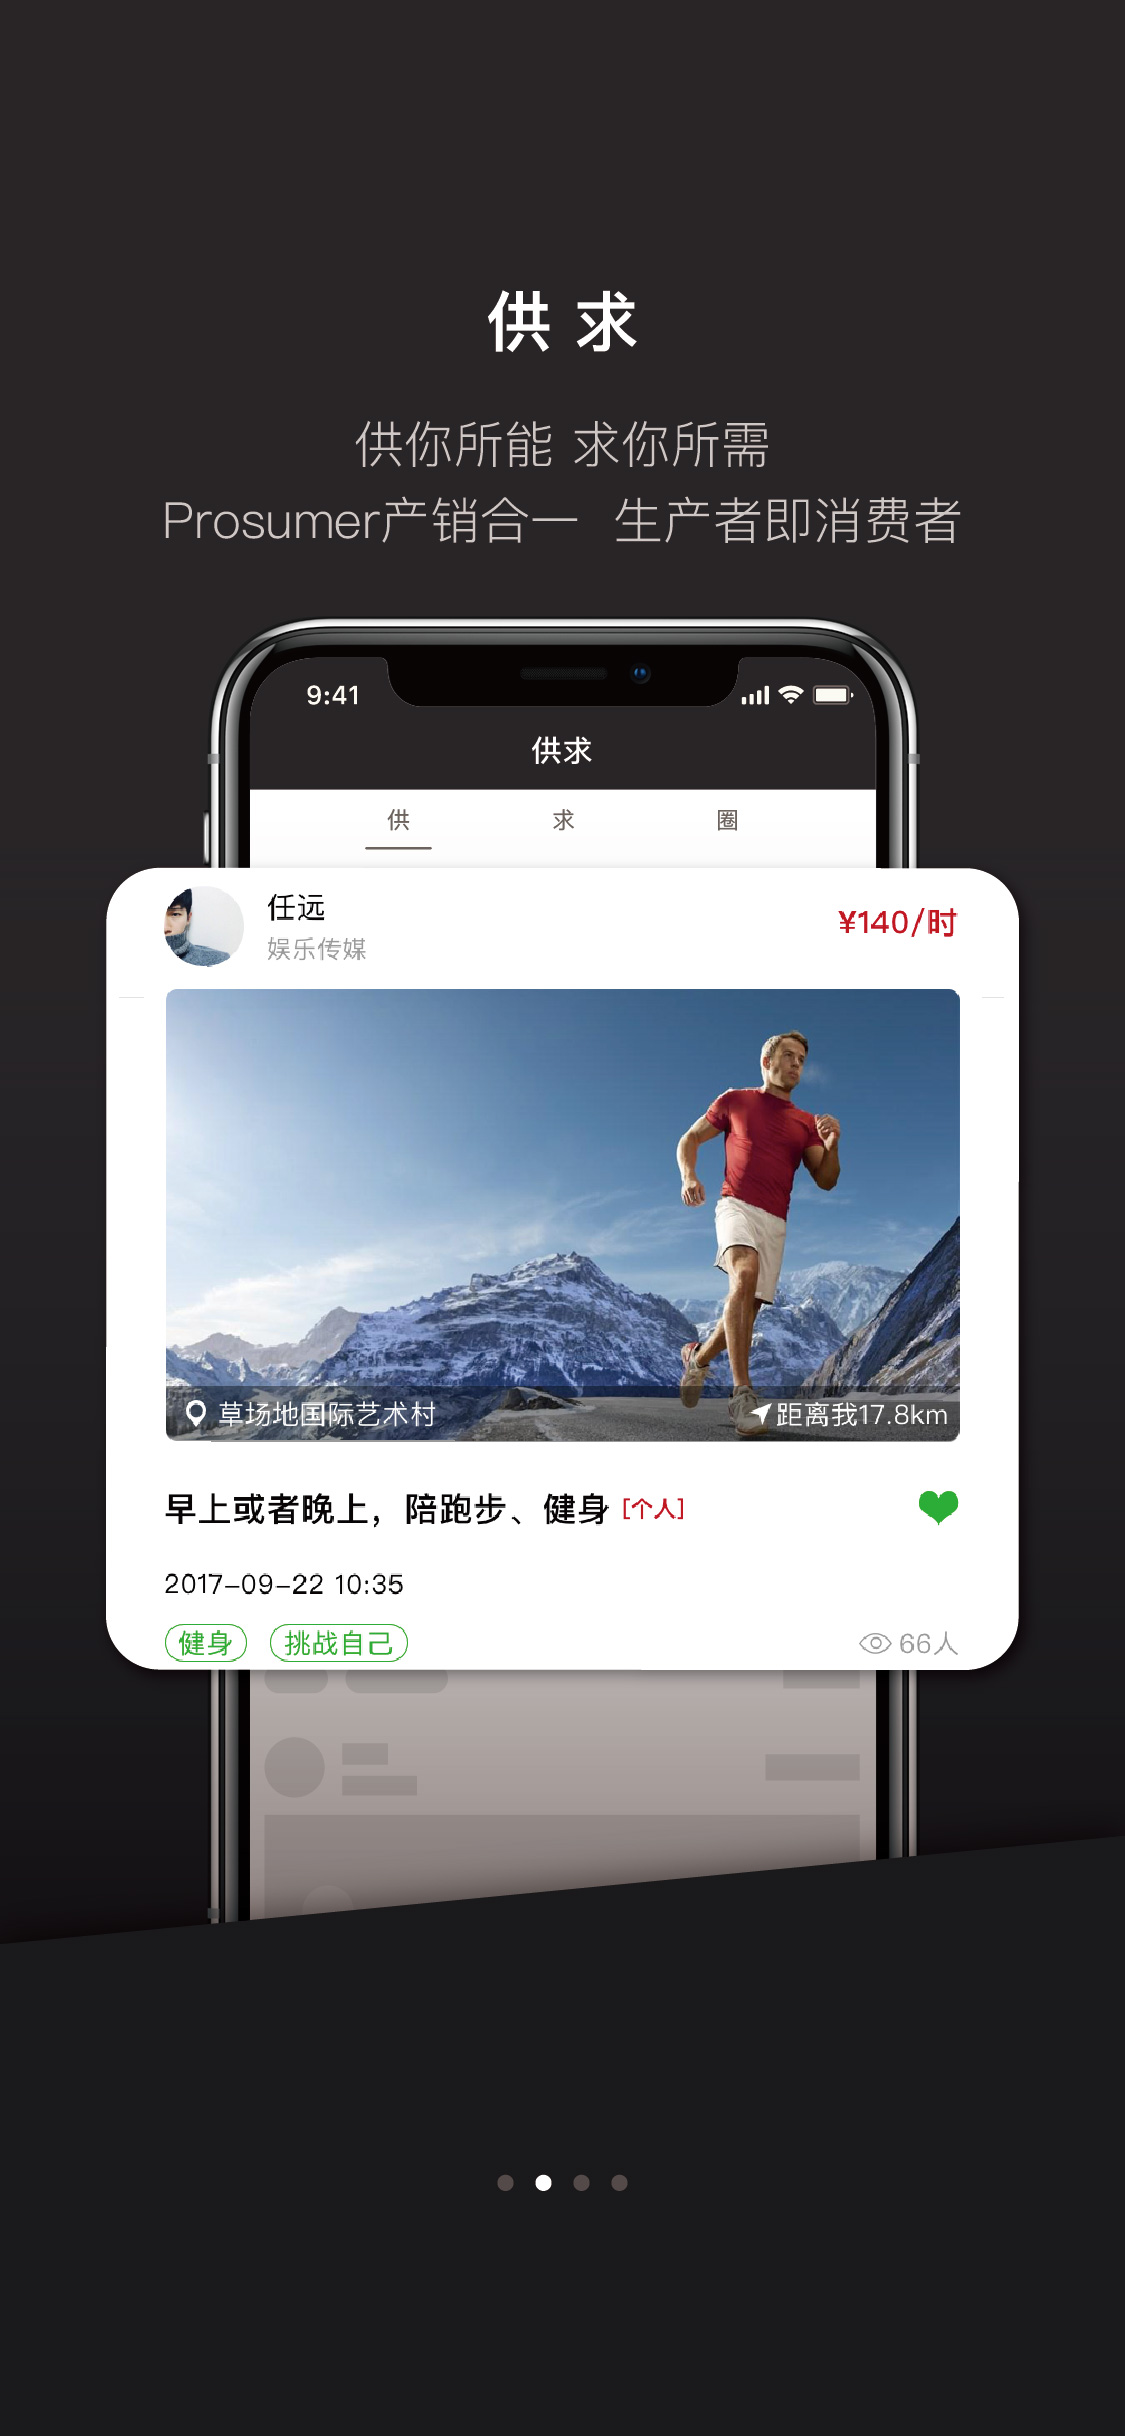 供 求
供你所能 求你所需
Prosumer产销合一 生产者即消费者
9:41
供求
供 求 圈
任远
¥140/时
娱乐传媒
草场地国际艺术村 距离我17.8km
早上或者晚上，陪跑步、健身 [个人]
2017-09-22 10:35
健身 挑战自己 66人